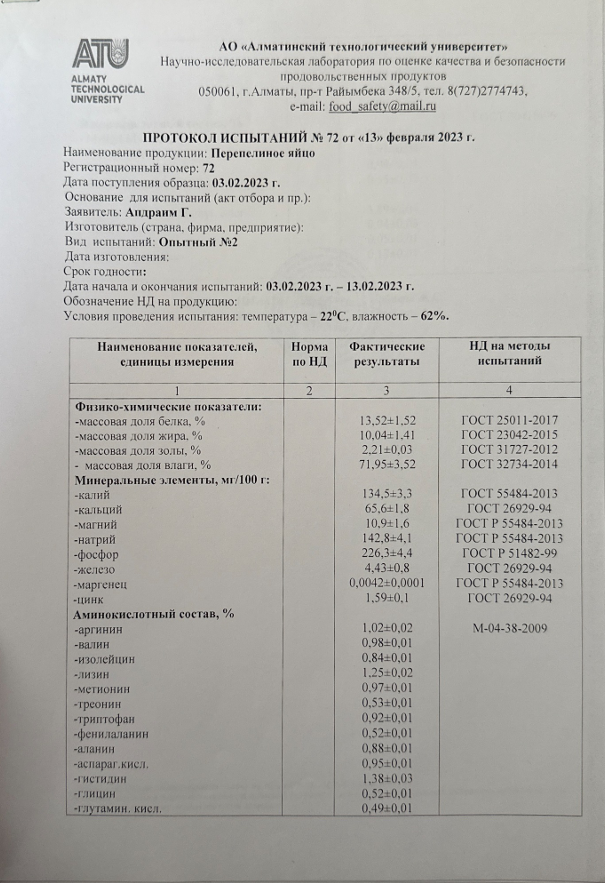 ATU
ALMATY
TECHNOLOGICAL
UNIVERSITY
АО «Алматинский технологический университет»
Научно-исследовательская лаборатория по оценке качества и безопасности
продовольственных продуктов
050061, г.Алматы, пр-т Райымбека 348/5, тел. 8(727)2774743,
e-mail: food_safety@mail.ru
ПРОТОКОЛ ИСПЫТАНИЙ № 72 от «13» февраля 2023 г.
Наименование продукции: Перепелиное яйцо
Регистрационный номер: 72
Дата поступления образца: 03.02.2023 г.
Основание для испытаний (акт отбора и пр.):
Заявитель: Апдраим Г.
Изготовитель (страна, фирма, предприятие):
Вид испытаний: Опытный №2
Дата изготовления:
Срок годности:
Дата начала и окончания испытаний: 03.02.2023 г. – 13.02.2023 г.
Обозначение НД на продукцию:
Условия проведения испытания: температура – 22⁰С, влажность – 62%.
Наименование показателей, единицы измерения Норма по НД Фактические результаты НД на методы испытаний
1 2 3 4
Физико-химические показатели:
-массовая доля белка, % 13,52±1,52 ГОСТ 25011-2017
-массовая доля жира, % 10,04±1,41 ГОСТ 23042-2015
-массовая доля золы, % 2,21±0,03 ГОСТ 31727-2012
- массовая доля влаги, % 71,95±3,52 ГОСТ 32734-2014
Минеральные элементы, мг/100 г:
-калий 134,5±3,3 ГОСТ 55484-2013
-кальций 65,6±1,8 ГОСТ 26929-94
-магний 10,9±1,6 ГОСТ Р 55484-2013
-натрий 142,8±4,1 ГОСТ Р 55484-2013
-фосфор 226,3±4,4 ГОСТ Р 51482-99
-железо 4,43±0,8 ГОСТ 26929-94
-маргенец 0,0042±0,0001 ГОСТ Р 55484-2013
-цинк 1,59±0,1 ГОСТ 26929-94
Аминокислотный состав, %
-аргинин 1,02±0,02 М-04-38-2009
-валин 0,98±0,01
-изолейцин 0,84±0,01
-лизин 1,25±0,02
-метионин 0,97±0,01
-треонин 0,53±0,01
-триптофан 0,92±0,01
-фенилаланин 0,52±0,01
-аланин 0,88±0,01
-аспараг.кисл. 0,95±0,01
-гистидин 1,38±0,03
-глицин 0,52±0,01
-глутамин. кисл. 0,49±0,01